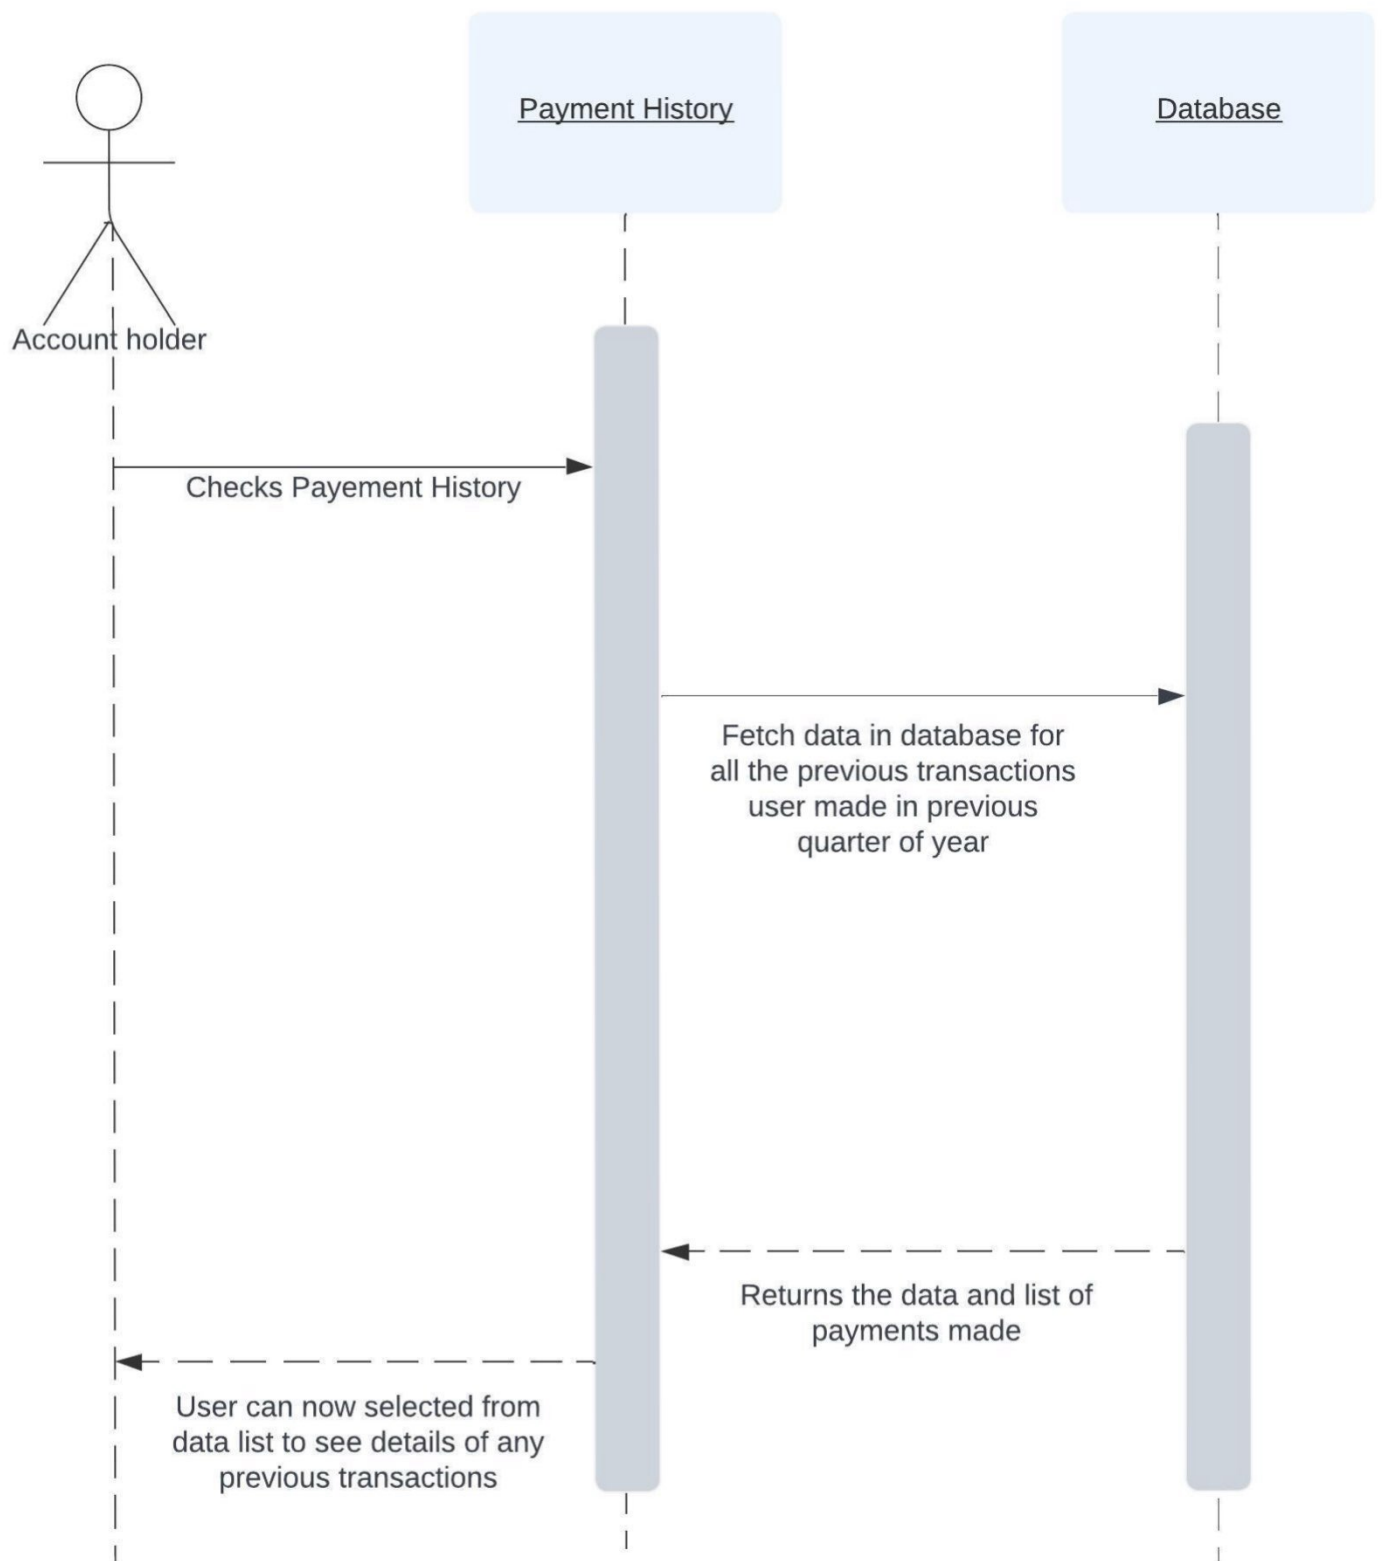 Payment History
Database
Account holder
Checks Payement History
Fetch data in database for
all the previous transactions
user made in previous
quarter of year
Returns the data and list of
payments made
User can now selected from
data list to see details of any
previous transactions